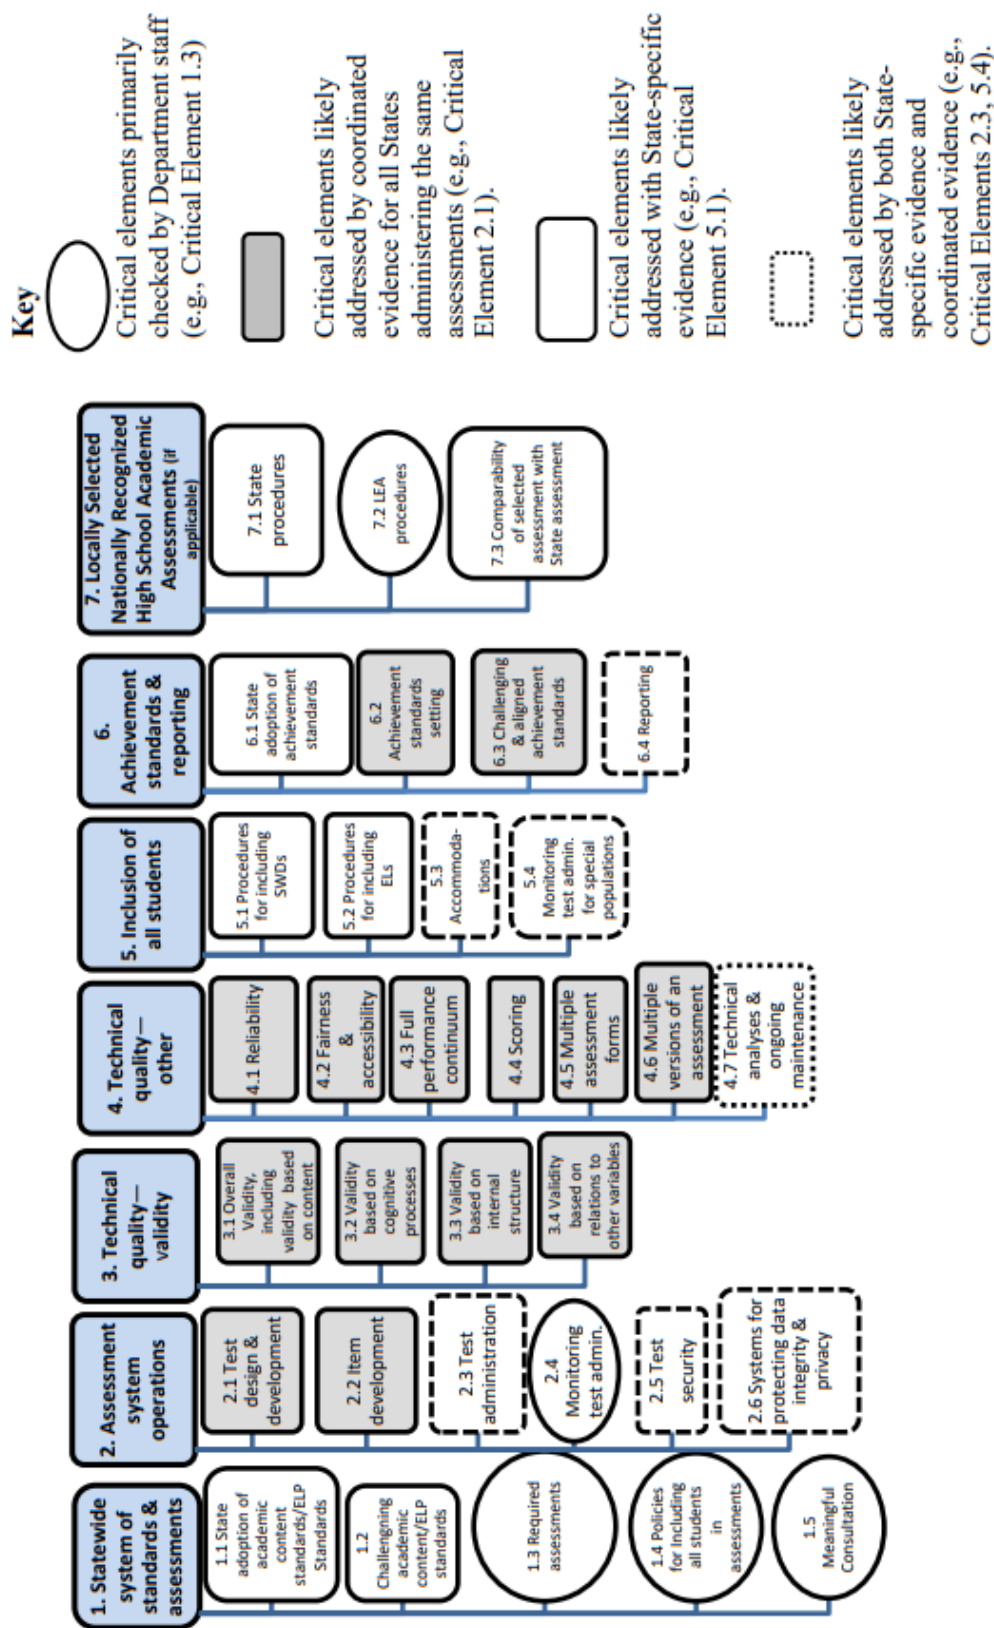 1. Statewide
system of
standards &
assessments
1.1 State
adoption of
academic
content
standards/ELP
Standards
1.2
Challengning
academic
content/ELP
standards
1.3 Required
assessments
1.4 Policies
for Including
all students
in
assessments
1.5
Meaningful
Consultation
2. Assessment
system
operations
2.1 Test
design &
development
2.2 Item
development
2.3 Test
administration
2.4
Monitoring
test admin.
2.5 Test
security
2.6 Systems for
protecting data
integrity &
privacy
3. Technical
quality—
validity
3.1 Overall
Validity,
including
validity based
on content
3.2 Validity
based on
cognitive
processes
3.3 Validity
based on
internal
structure
3.4 Validity
based on
relations to
other variables
4. Technical
quality—
other
4.1 Reliability
4.2 Fairness
&
accessibility
4.3 Full
performance
continuum
4.4 Scoring
4.5 Multiple
assessment
forms
4.6 Multiple
versions of an
assessment
4.7 Technical
analyses &
ongoing
maintenance
5. Inclusion of
all students
5.1 Procedures
for including
SWDs
5.2 Procedures
for including
ELs
5.3
Accommoda-
tions
5.4
Monitoring
test admin.
for special
populations
6.
Achievement
standards &
reporting
6.1 State
adoption of
achievement
standards
6.2
Achievement
standards
setting
6.3 Challenging
& aligned
achievement
standards
6.4 Reporting
7. Locally Selected
Nationally Recognized
High School Academic
Assessments (if
applicable)
7.1 State
procedures
7.2 LEA
procedures
7.3 Comparability
of selected
assessment with
State assessment
Key
Critical elements primarily
checked by Department staff
(e.g., Critical Element 1.3)
Critical elements likely
addressed by coordinated
evidence for all States
administering the same
assessments (e.g., Critical
Element 2.1).
Critical elements likely
addressed with State-specific
evidence (e.g., Critical
Element 5.1).
Critical elements likely
addressed by both State-
specific evidence and
coordinated evidence (e.g.,
Critical Elements 2.3, 5.4).